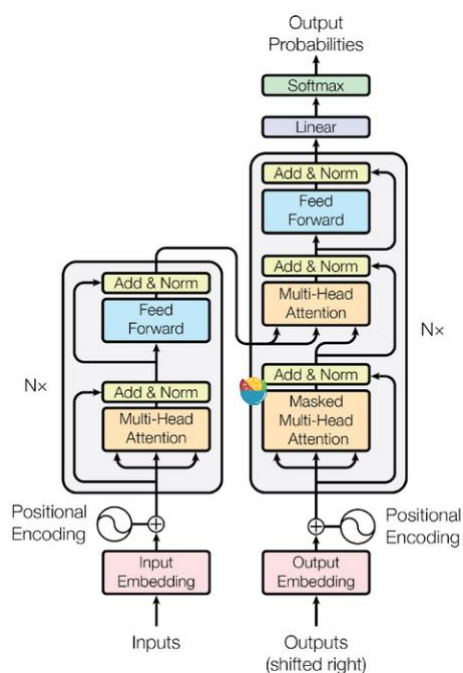 Output
Probabilities
Softmax
Linear
Add & Norm
Feed
Forward
Add & Norm
Multi-Head
Attention
Nx
Add & Norm
Masked
Multi-Head
Attention
Add & Norm
Feed
Forward
Nx
Add & Norm
Multi-Head
Attention
Positional
Encoding
Positional
Encoding
Input
Embedding
Output
Embedding
Inputs
Outputs
(shifted right)